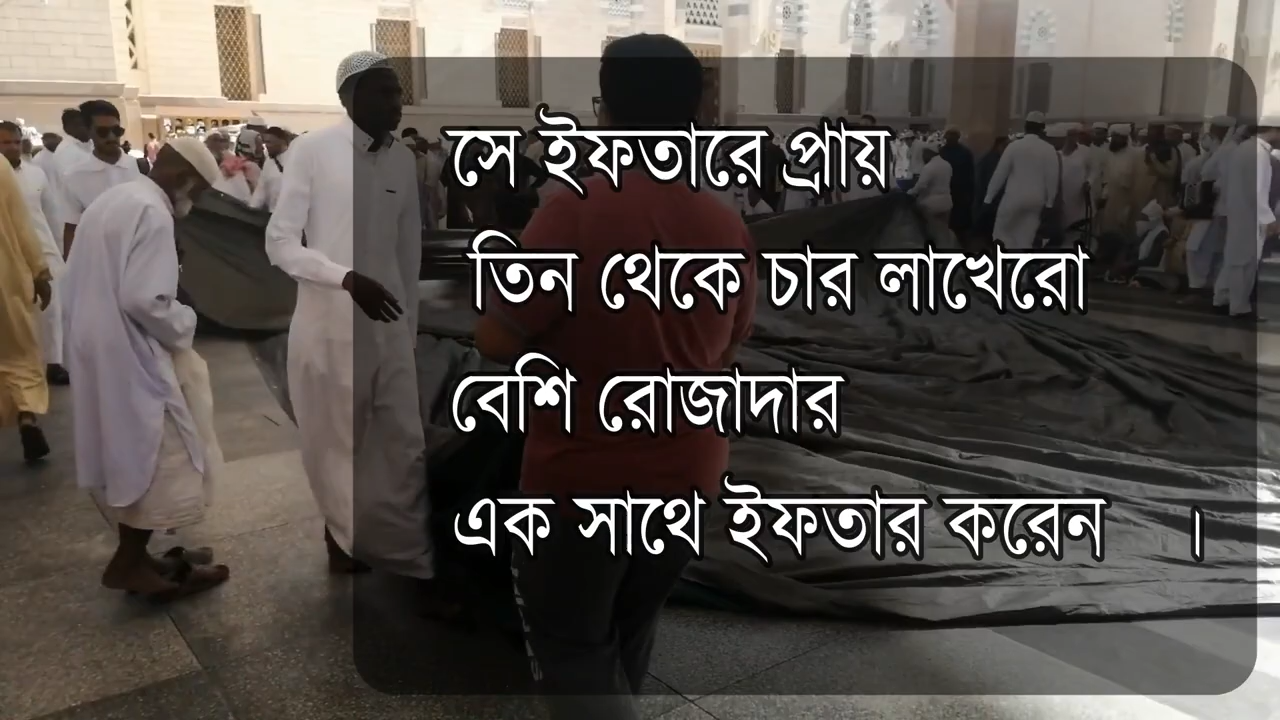 সে ইফতারে প্রায়
তিন থেকে চার লাখেরো
বেশি রোজাদার
এক সাথে ইফতার করেন ।